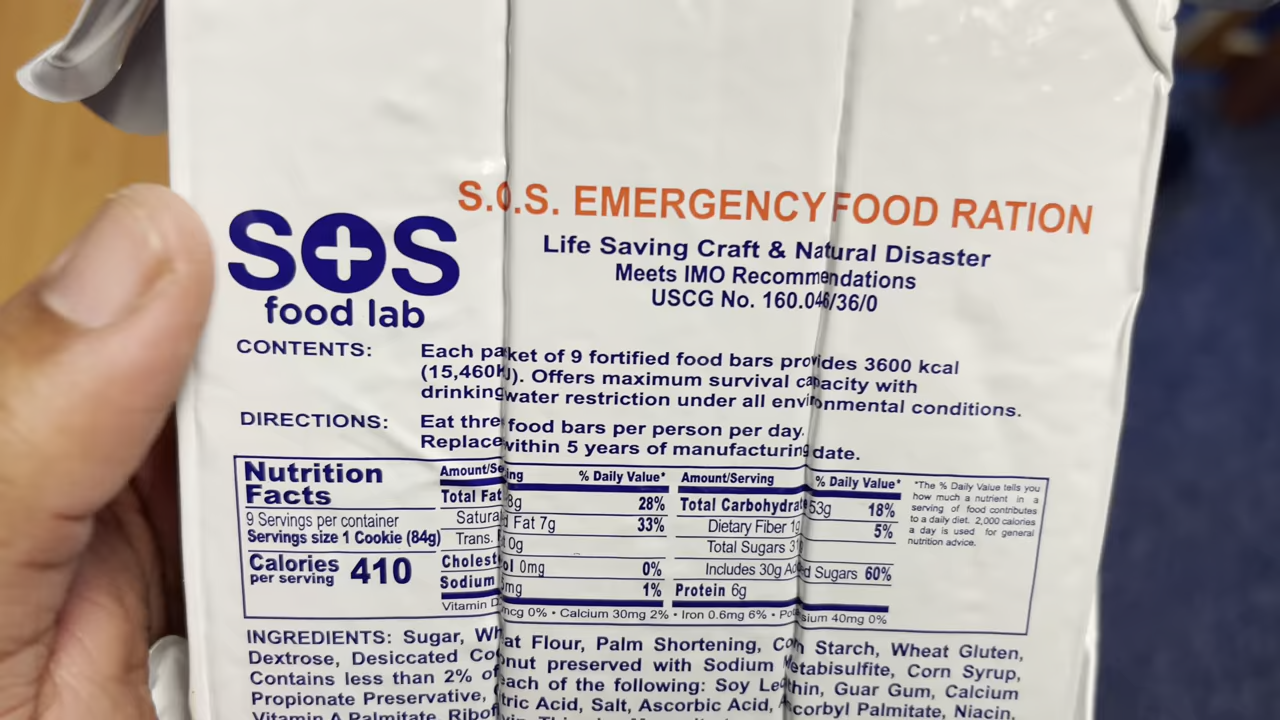 S.O.S. EMERGENCY FOOD RATION
SOS
food lab
Life Saving Craft & Natural Disaster
Meets IMO Recommendations
USCG No. 160.046/36/0
CONTENTS: Each packet of 9 fortified food bars provides 3600 kcal
(15,460KJ). Offers maximum survival capacity with
drinking water restriction under all environmental conditions.
DIRECTIONS: Eat three food bars per person per day.
Replace within 5 years of manufacturing date.
Nutrition
Facts
9 Servings per container
Servings size 1 Cookie (84g)
Calories
per serving 410
Amount/Serving % Daily Value*
Total Fat 8g 28%
Saturated Fat 7g 33%
Trans. Fat 0g
Cholesterol 0mg 0%
Sodium mg 1%
Amount/Serving % Daily Value*
Total Carbohydrate 53g 18%
Dietary Fiber 1g 5%
Total Sugars 31
Includes 30g Added Sugars 60%
Protein 6g
Vitamin D mcg 0% • Calcium 30mg 2% • Iron 0.6mg 6% • Potassium 40mg 0%
*The % Daily Value tells you
how much a nutrient in a
serving of food contributes
to a daily diet. 2,000 calories
a day is used for general
nutrition advice.
INGREDIENTS: Sugar, Wheat Flour, Palm Shortening, Corn Starch, Wheat Gluten,
Dextrose, Desiccated Coconut preserved with Sodium Metabisulfite, Corn Syrup,
Contains less than 2% of each of the following: Soy Lecithin, Guar Gum, Calcium
Propionate Preservative, Citric Acid, Salt, Ascorbic Acid, Ascorbyl Palmitate, Niacin,
Vitamin A Palmitate,